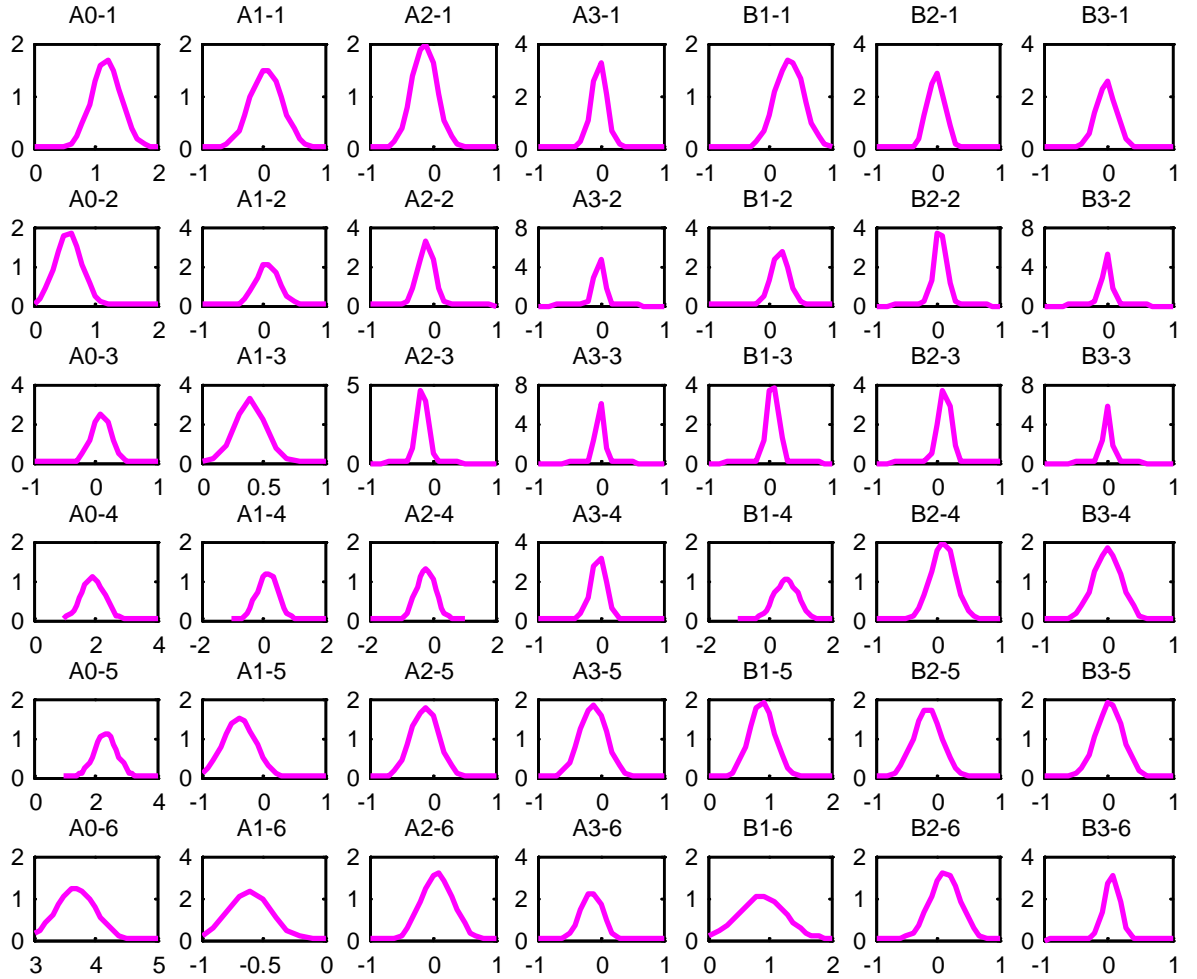 A0-1 A1-1 A2-1 A3-1 B1-1 B2-1 B3-1
2 2 2 4 2 4 4
1 1 1 2 1 2 2
0 0 0 0 0 0 0
0 1 2 -1 0 1 -1 0 1 -1 0 1 -1 0 1 -1 0 1 -1 0 1
A0-2 A1-2 A2-2 A3-2 B1-2 B2-2 B3-2
2 4 4 8 4 4 8
1 2 2 4 2 2 4
0 0 0 0 0 0 0
0 1 2 -1 0 1 -1 0 1 -1 0 1 -1 0 1 -1 0 1 -1 0 1
A0-3 A1-3 A2-3 A3-3 B1-3 B2-3 B3-3
4 4 5 8 4 4 8
2 2 4 2 2 4
0 0 0 0 0 0 0
-1 0 1 0 0.5 1 -1 0 1 -1 0 1 -1 0 1 -1 0 1 -1 0 1
A0-4 A1-4 A2-4 A3-4 B1-4 B2-4 B3-4
2 2 2 4 2 2 2
1 1 1 2 1 1 1
0 0 0 0 0 0 0
0 2 4 -2 0 2 -2 0 2 -1 0 1 -2 0 2 -1 0 1 -1 0 1
A0-5 A1-5 A2-5 A3-5 B1-5 B2-5 B3-5
2 2 2 2 2 2 2
1 1 1 1 1 1 1
0 0 0 0 0 0 0
0 2 4 -1 0 1 -1 0 1 -1 0 1 0 1 2 -1 0 1 -1 0 1
A0-6 A1-6 A2-6 A3-6 B1-6 B2-6 B3-6
2 4 2 4 2 2 4
1 2 1 2 1 1 2
0 0 0 0 0 0 0
3 4 5 -1 -0.5 0 -1 0 1 -1 0 1 0 1 2 -1 0 1 -1 0 1